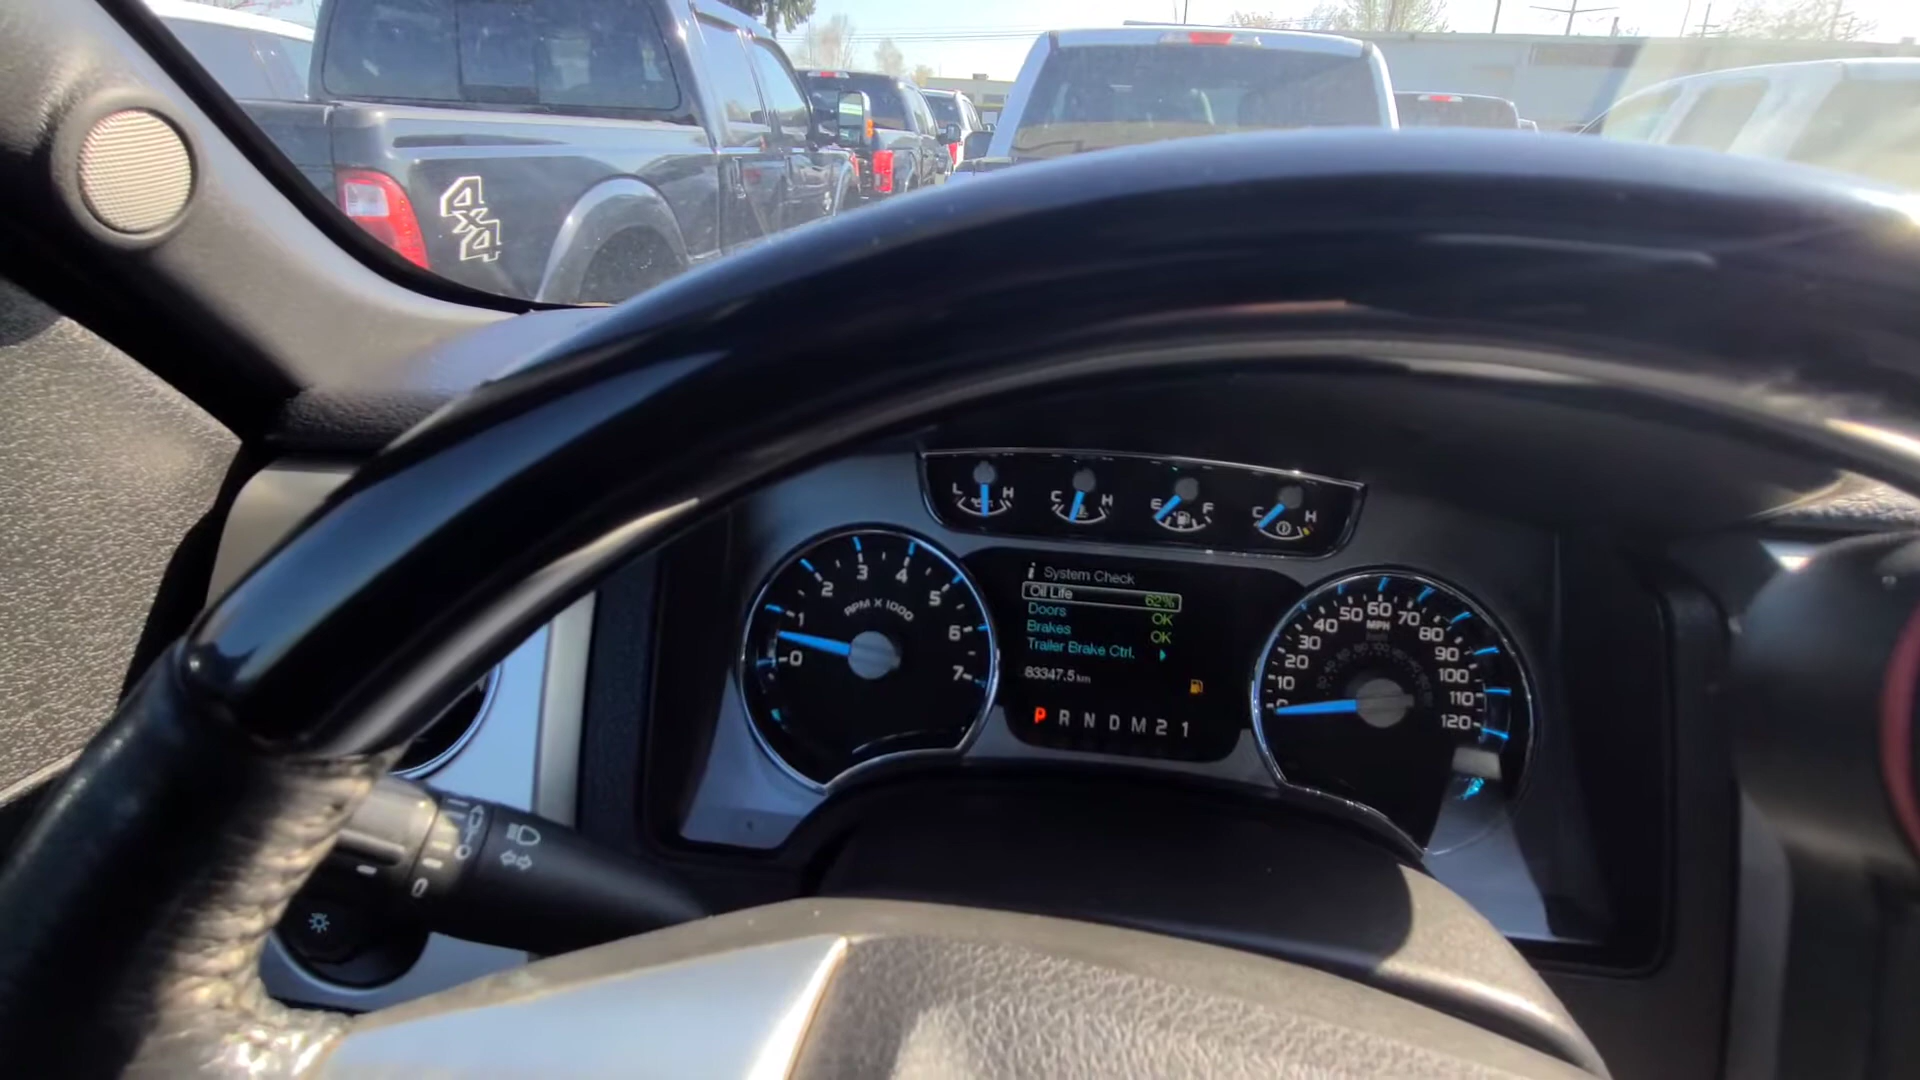 4x4
L H
C H
E F
C H
0 1 2 3 4 5 6 7
RPM X 1000
i System Check
Oil Life 62%
Doors OK
Brakes OK
Trailer Brake Ctrl.
83347.5 km
P R N D M 2 1
0 10 20 30 40 50 60 70 80 90 100 110 120
MPH
0